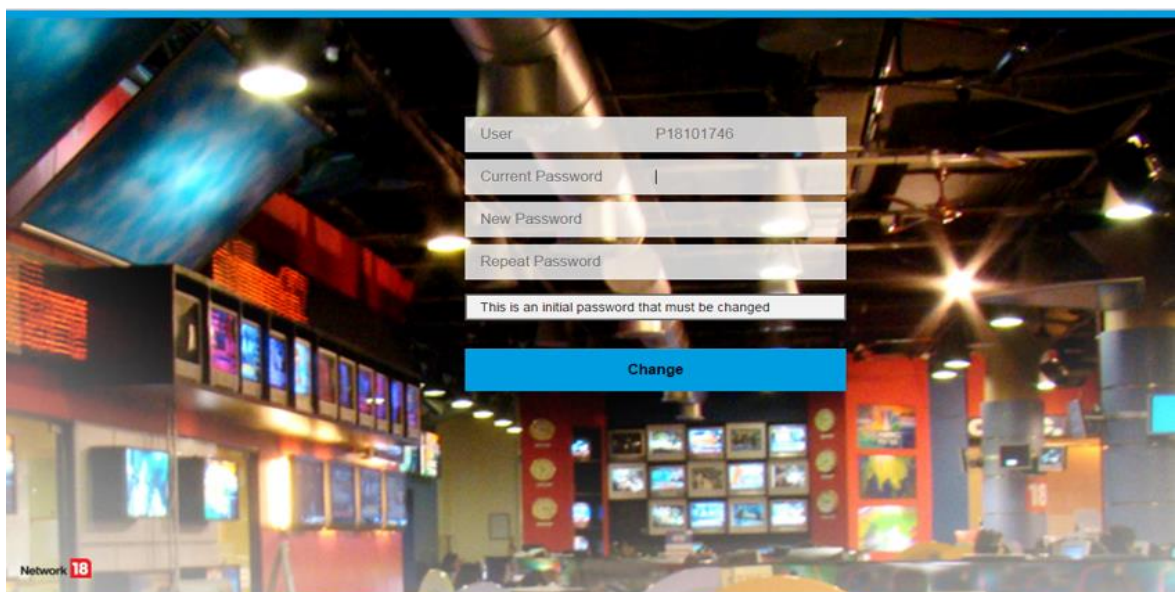 User P18101746
Current Password
New Password
Repeat Password
This is an initial password that must be changed
Change
18
Network 18